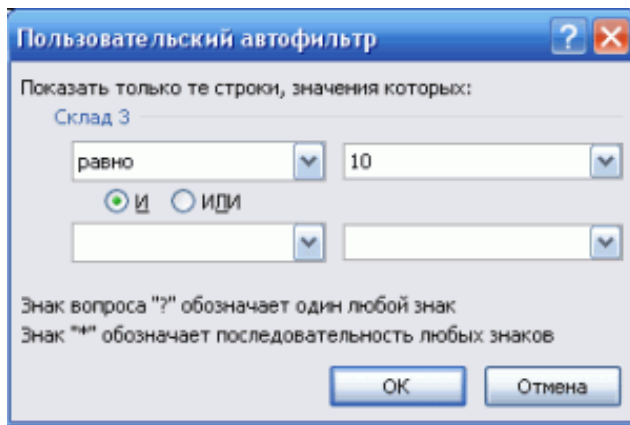 Пользовательский автофильтр
Показать только те строки, значения которых:
Склад 3
равно 10
И ИЛИ
Знак вопроса "?" обозначает один любой знак
Знак "*" обозначает последовательность любых знаков
ОК Отмена